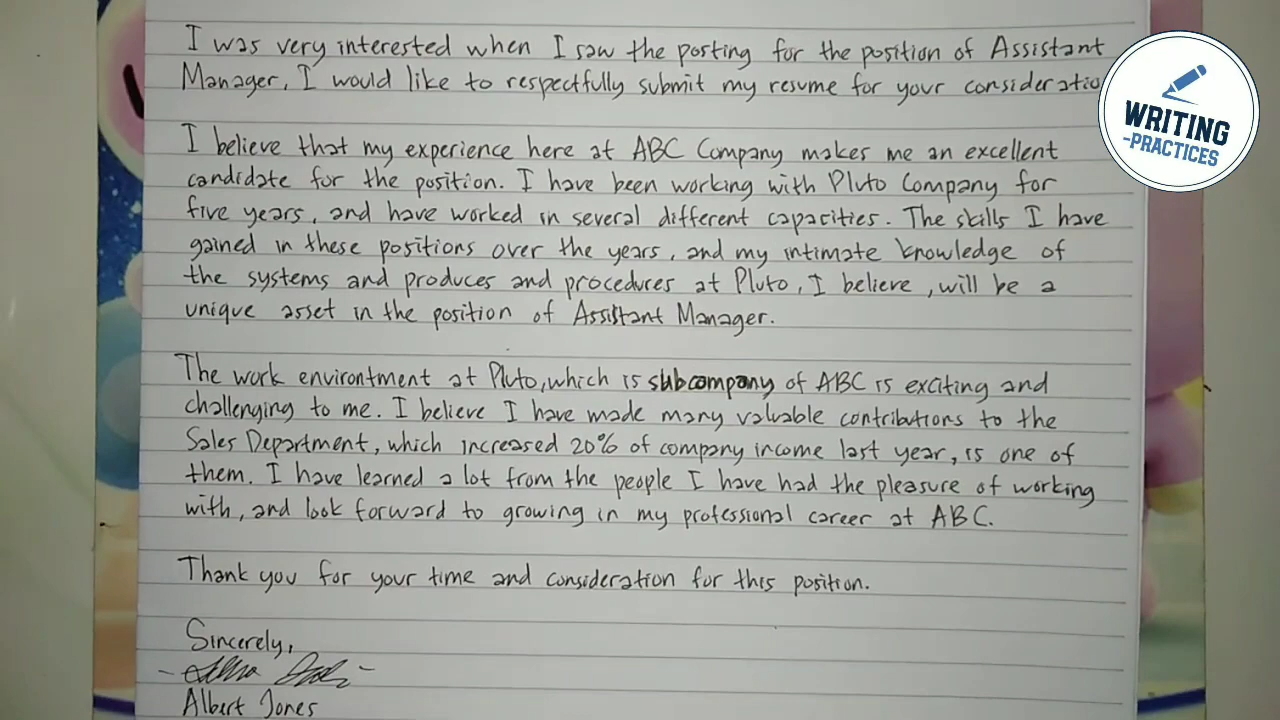 I was very interested when I saw the posting for the position of Assistant
Manager, I would like to respectfully submit my resume for your consideratio
I believe that my experience here at ABC Company makes me an excellent
candidate for the position. I have been working with Pluto Company for
five years, and have worked in several different capacities. The skills I have
gained in these positions over the years, and my intimate knowledge of
the systems and produces and procedures at Pluto, I believe, will be a
unique asset in the position of Assistant Manager.
The work environtment at Pluto, which is subcompany of ABC is exciting and
challenging to me. I believe I have made many valuable contributions to the
Sales Department, which increased 20% of company income last year, is one of
them. I have learned a lot from the people I have had the pleasure of working
with, and look forward to growing in my professional career at ABC.
Thank you for your time and consideration for this position.
Sincerely,
Albert Jones
WRITING
-PRACTICES